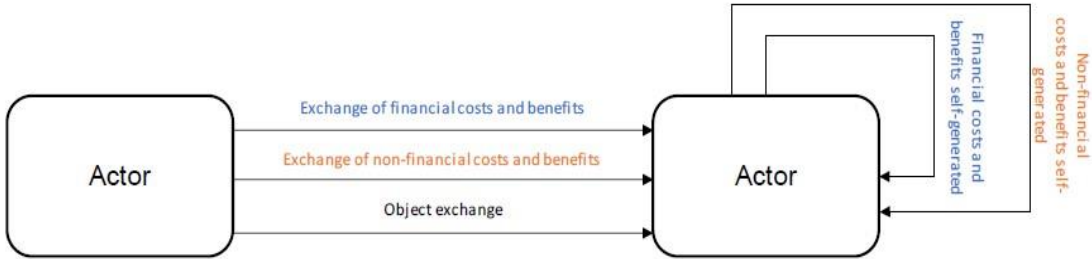 Actor
Exchange of financial costs and benefits
Exchange of non-financial costs and benefits
Object exchange
Actor
Financial costs and
benefits self-generated
Non-financial
costs and benefits self-
generated